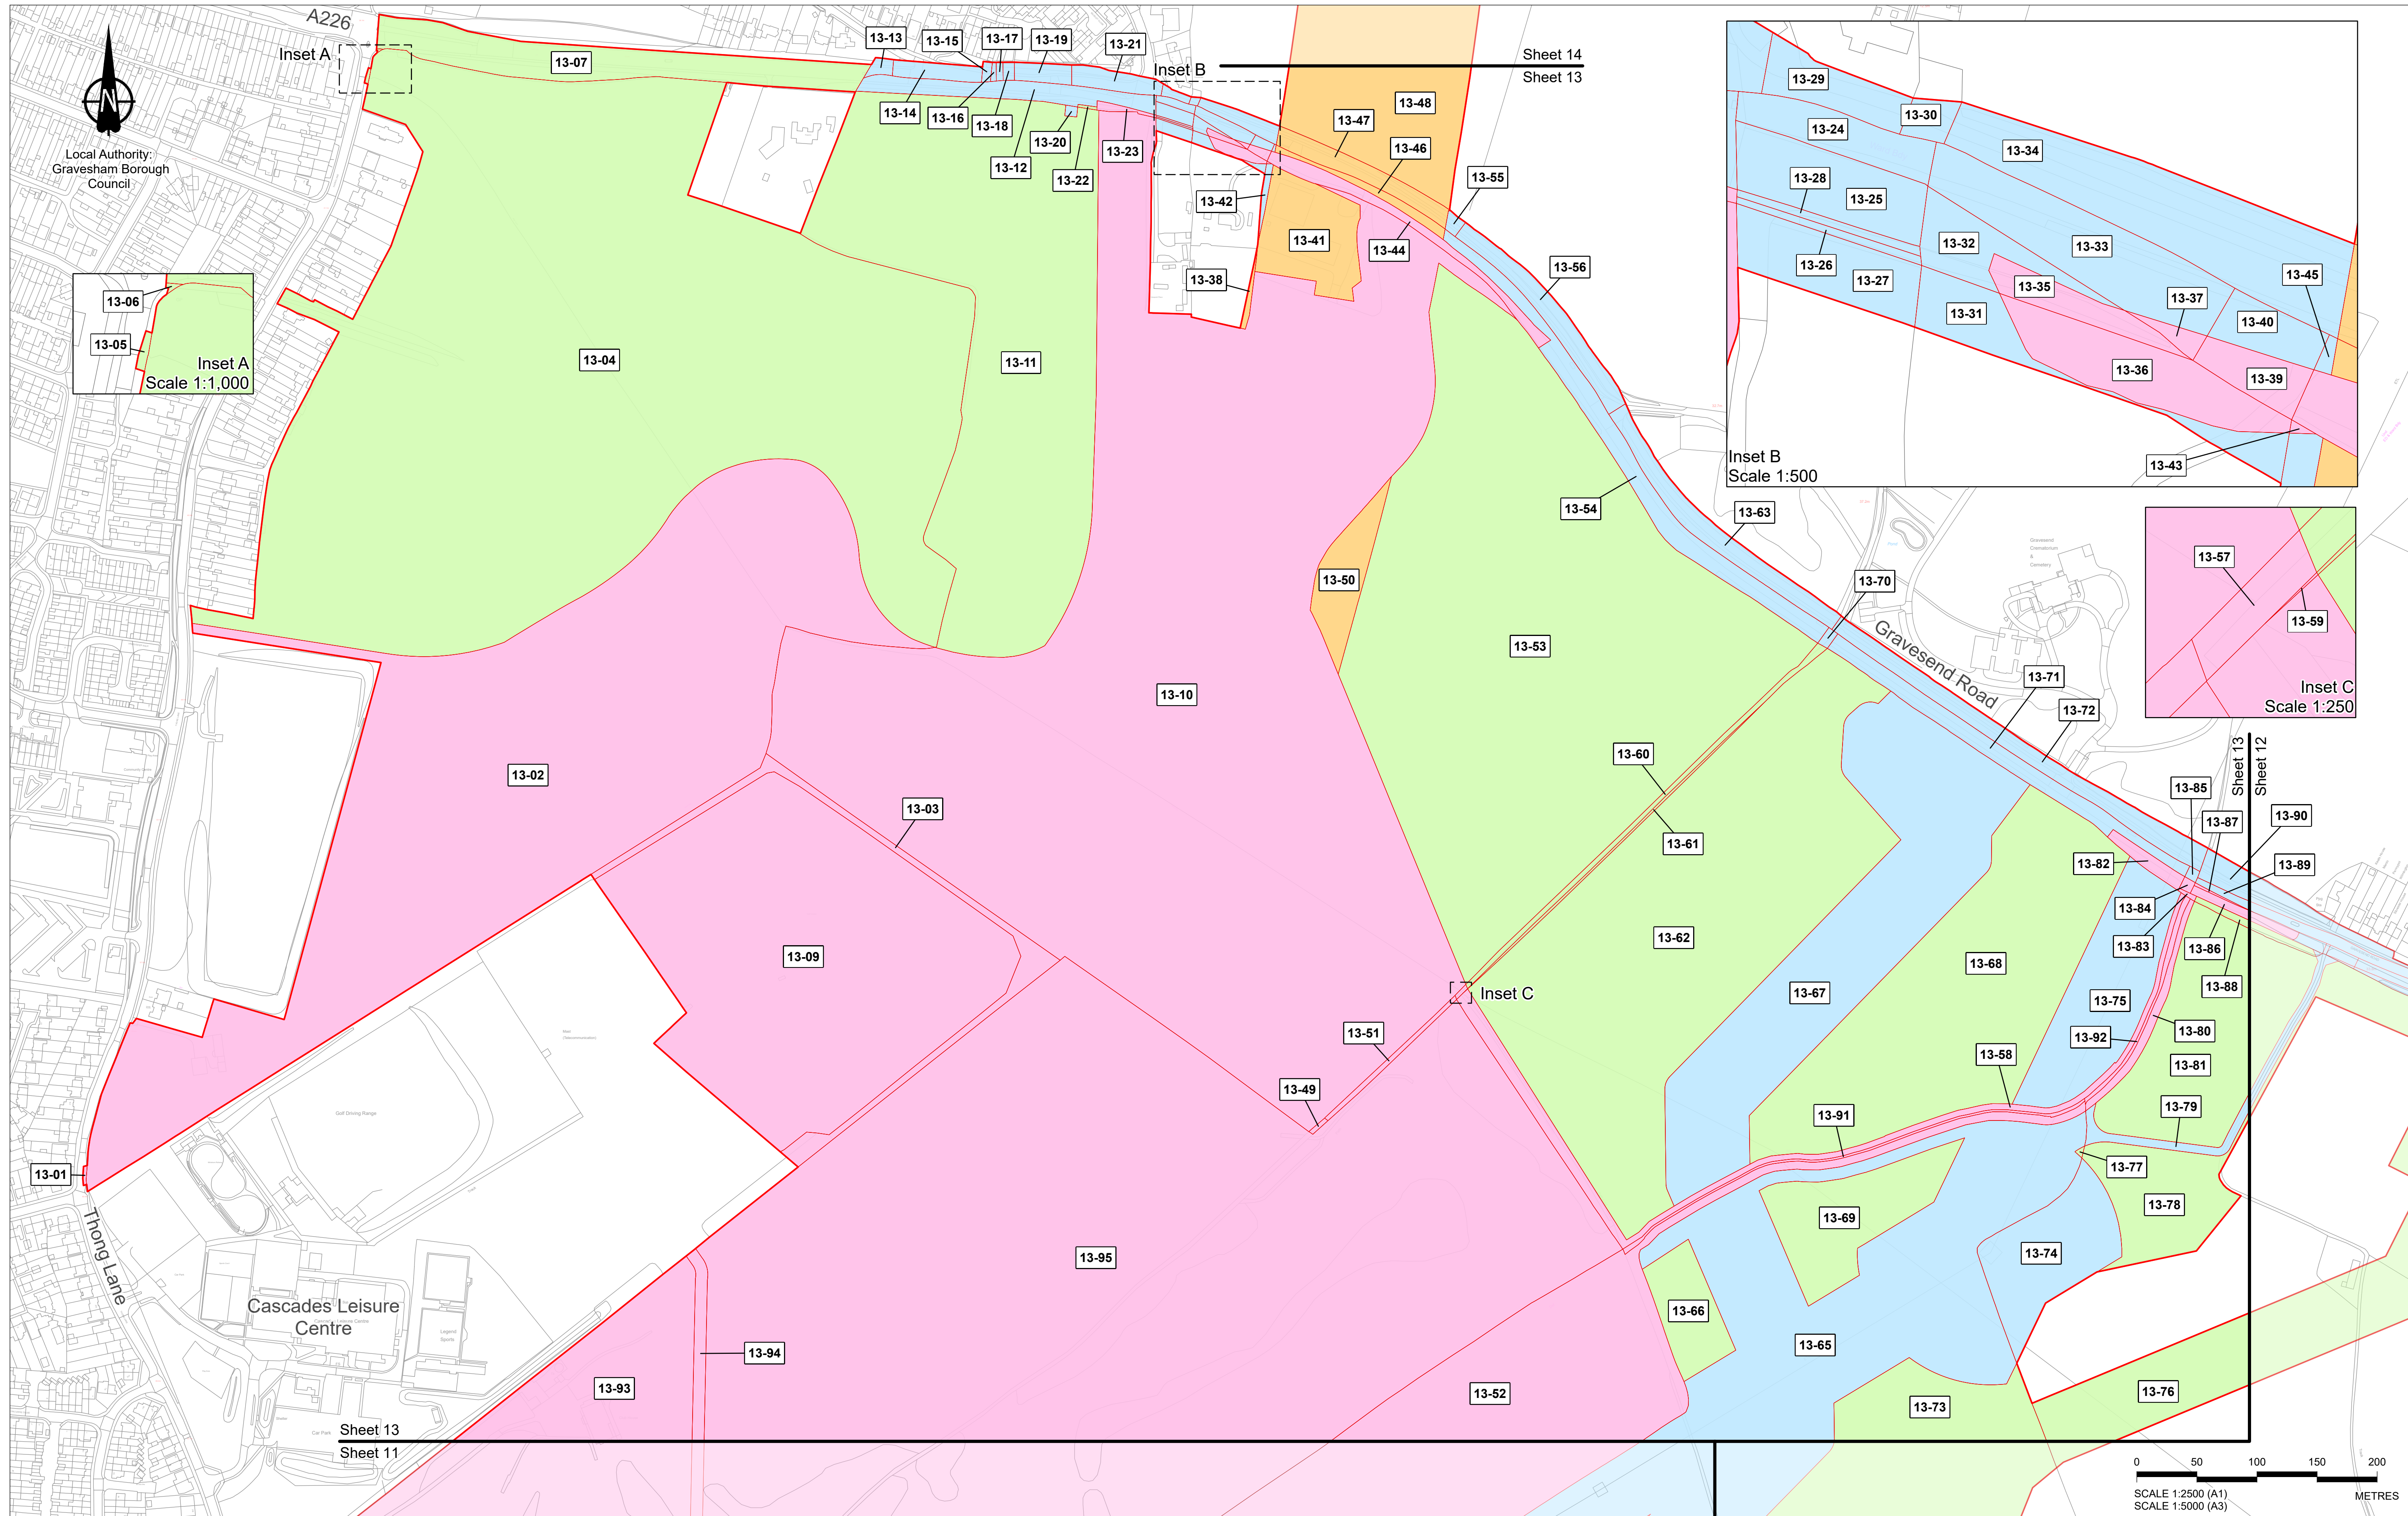 A226
Inset A
N
Local Authority:
Gravesham Borough
Council
13-07
13-13
13-15
13-17
13-19
13-21
Inset B
Sheet 14
Sheet 13
13-14
13-16
13-18
13-12
13-20
13-22
13-23
13-47
13-48
13-46
13-55
13-42
13-41
13-44
13-38
13-56
13-06
13-05
Inset A
Scale 1:1,000
13-04
13-11
13-29
13-30
13-24
13-34
13-28
13-25
13-32
13-33
13-26
13-27
13-35
13-37
13-45
13-31
13-40
13-36
13-39
13-43
Inset B
Scale 1:500
13-54
13-63
13-50
13-53
13-70
Gravesend
Crematorium
&
Cemetery
Gravesend Road
13-57
13-59
Inset C
Scale 1:250
13-10
13-71
13-72
13-02
13-03
13-60
13-61
Sheet 13
Sheet 12
13-85
13-87
13-90
13-89
13-82
13-84
13-83
13-86
13-88
13-09
13-62
13-67
13-68
Inset C
13-75
13-92
13-80
13-81
13-51
13-49
13-58
13-91
13-79
13-01
13-77
13-78
13-69
13-74
Golf Driving Range
Thong Lane
13-95
13-66
13-65
Cascades Leisure
Centre
Legend
Sports
13-94
13-93
13-52
13-73
13-76
Car Park
Sheet 13
Sheet 11
0 50 100 150 200
SCALE 1:2500 (A1)
METRES
SCALE 1:5000 (A3)